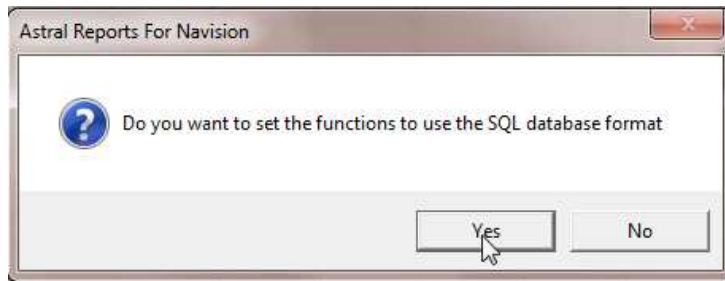 Astral Reports For Navision
Do you want to set the functions to use the SQL database format
Yes
No